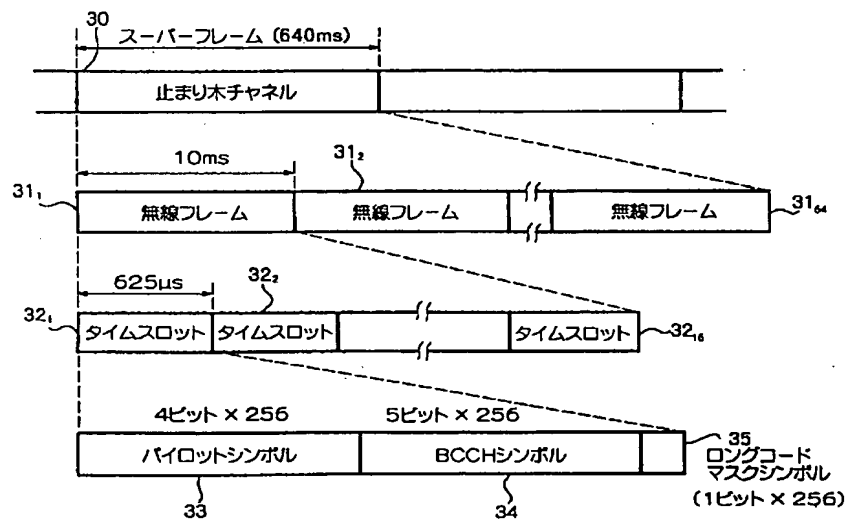 30
スーパーフレーム (640ms)
止まり木チャネル
10ms
31₂
31₁
無線フレーム
無線フレーム
無線フレーム
31₆₄
625μs
32₂
32₁
タイムスロット
タイムスロット
タイムスロット
32₁₆
4ビット × 256
5ビット × 256
35
パイロットシンボル
BCCHシンボル
ロングコード
マスクシンボル
(1ビット × 256)
33
34